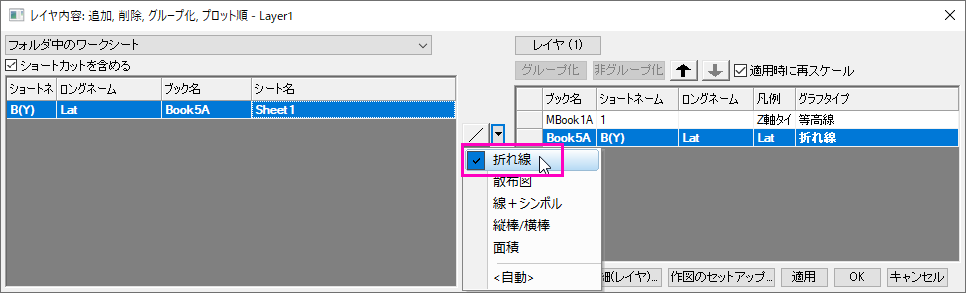 レイヤ内容: 追加, 削除, グループ化, プロット順 - Layer1
フォルダ中のワークシート
ショートカットを含める
ショートネ ロングネーム ブック名 シート名
B(Y) Lat Book5A Sheet1
レイヤ (1)
グループ化 非グループ化 適用時に再スケール
ブック名 ショートネーム ロングネーム 凡例 グラフタイプ
MBook1A 1 Z軸タイ 等高線
Book5A B(Y) Lat Lat 折れ線
折れ線
散布図
線+シンボル
縦棒/横棒
面積
<自動>
(レイヤ)... 作図のセットアップ... 適用 OK キャンセル